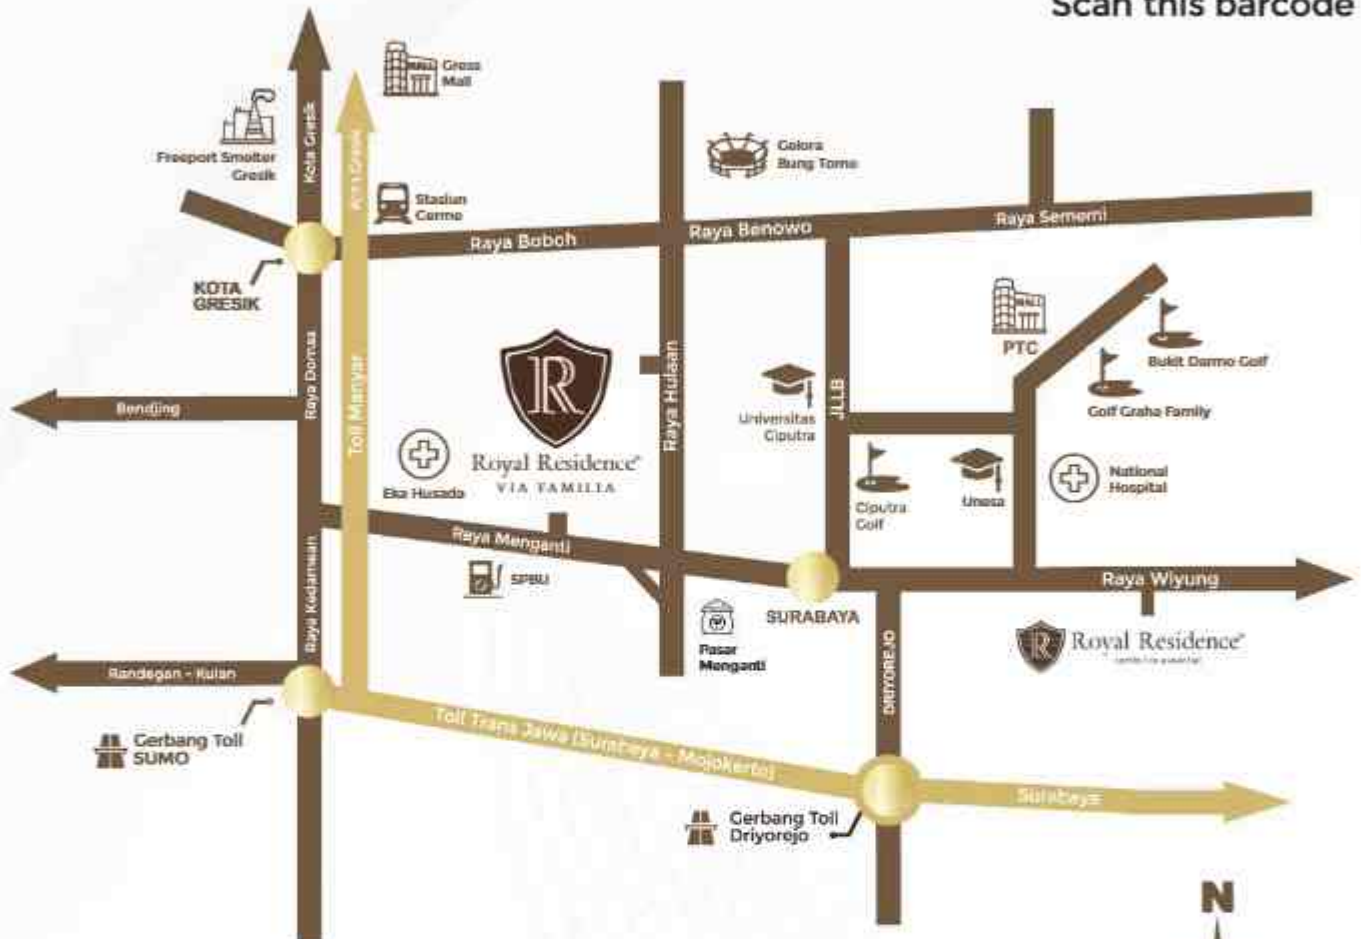 Scan this barcode
Gress
Mall
Freeport Smelter
Gresik
Kota Gresik
Kota Gresik
Stasiun
Cerme
Gelora
Bung Tomo
Raya Boboh
Raya Benowo
Raya Sememi
KOTA
GRESIK
MALL
PTC
Bukit Darmo Golf
Golf Graha Family
Raya Domas
Toll Manyar
R
Royal Residence
VIA FAMILIA
Raya Hulaan
Universitas
Ciputra
JLLB
Bendjing
Eka Husada
Ciputra
Golf
Unesa
National
Hospital
Raya Menganti
SPBU
Raya Kedamean
SURABAYA
Raya Wiyung
Pasar
Menganti
DRIYOREJO
R
Royal Residence
Randegan - Kulan
Gerbang Toll
SUMO
Toll Trans Jawa (Surabaya - Mojokerto)
Surabaya
Gerbang Toll
Driyorejo
N